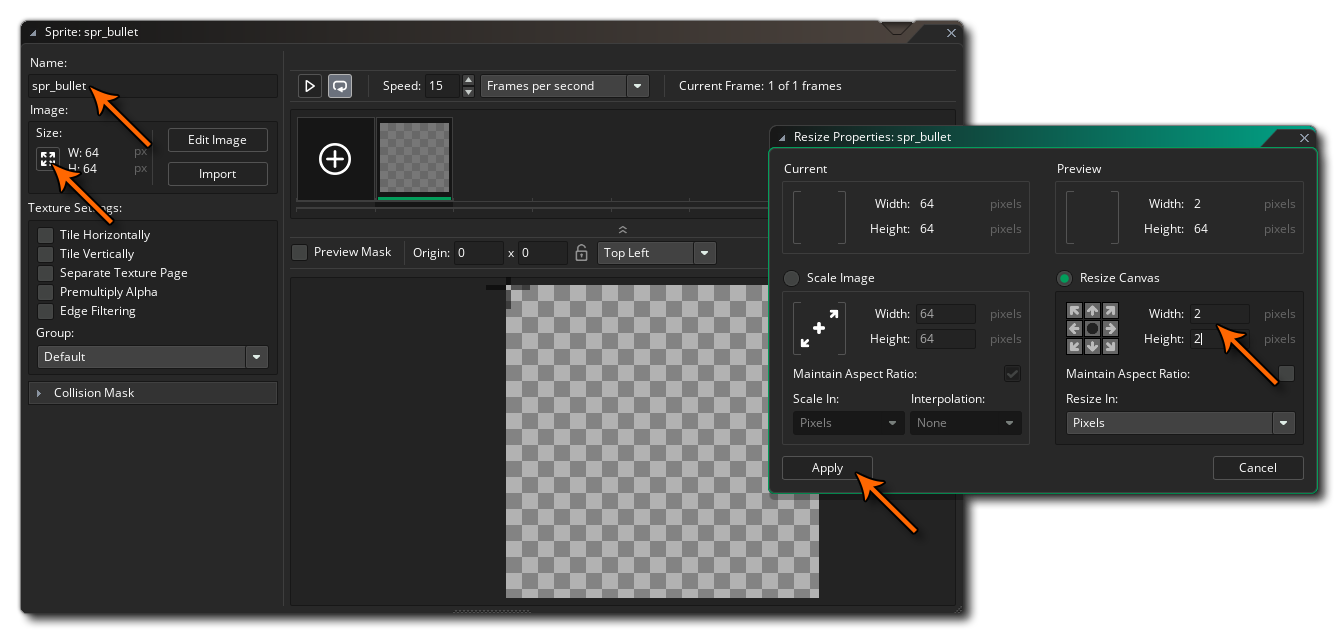 Sprite: spr_bullet
Name:
spr_bullet
Image:
Size:
W: 64 px
H: 64 px
Edit Image
Import
Texture Settings:
Tile Horizontally
Tile Vertically
Separate Texture Page
Premultiply Alpha
Edge Filtering
Group:
Default
Collision Mask
Speed: 15 Frames per second Current Frame: 1 of 1 frames
Preview Mask Origin: 0 x 0 Top Left
Resize Properties: spr_bullet
Current
Width: 64 pixels
Height: 64 pixels
Preview
Width: 2 pixels
Height: 64 pixels
Scale Image
Width: 64 pixels
Height: 64 pixels
Maintain Aspect Ratio:
Scale In: Interpolation:
Pixels None
Resize Canvas
Width: 2 pixels
Height: 2 pixels
Maintain Aspect Ratio:
Resize In:
Pixels
Apply Cancel